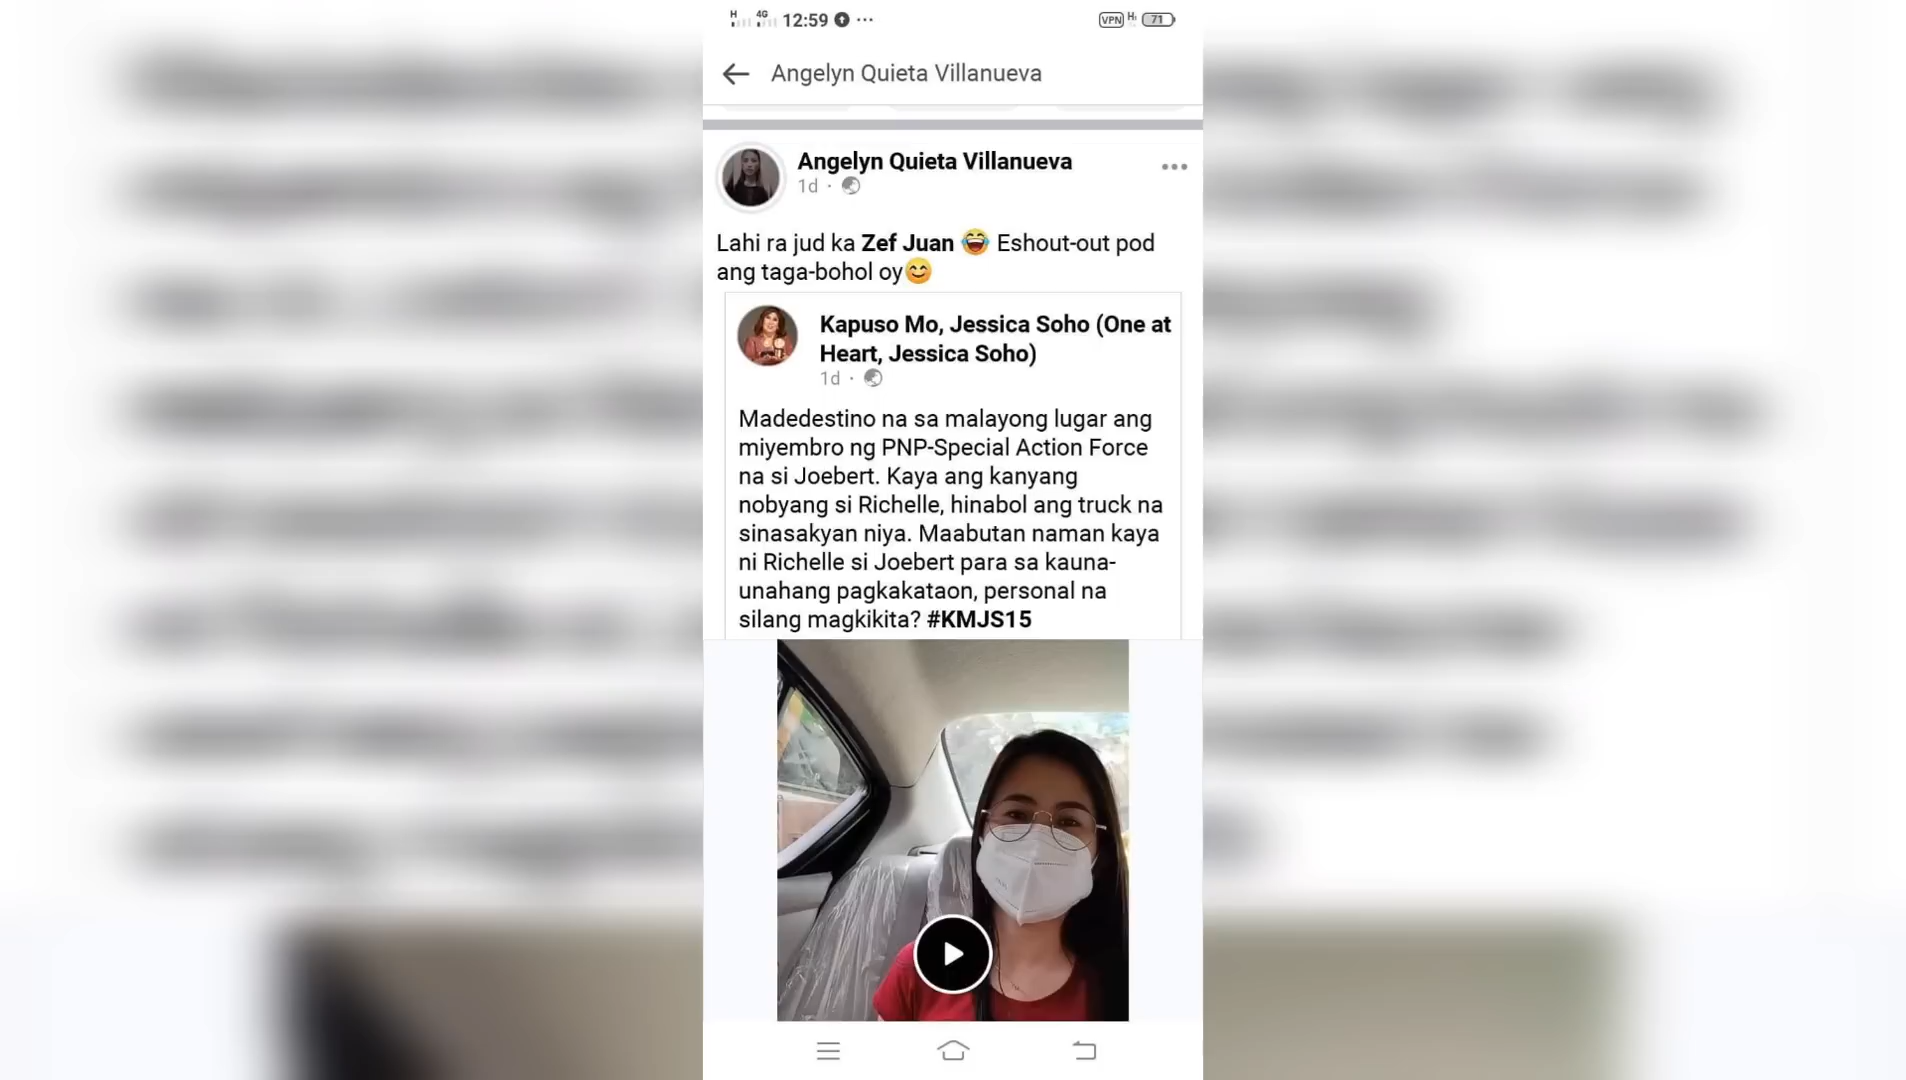 H 4G 12:59 ... VPN H 71
Angelyn Quieta Villanueva
Angelyn Quieta Villanueva
1d ·
Lahi ra jud ka Zef Juan 😂 Eshout-out pod
ang taga-bohol oy😊
Kapuso Mo, Jessica Soho (One at
Heart, Jessica Soho)
1d ·
Madedestino na sa malayong lugar ang
miyembro ng PNP-Special Action Force
na si Joebert. Kaya ang kanyang
nobyang si Richelle, hinabol ang truck na
sinasakyan niya. Maabutan naman kaya
ni Richelle si Joebert para sa kauna-
unahang pagkakataon, personal na
silang magkikita? #KMJS15